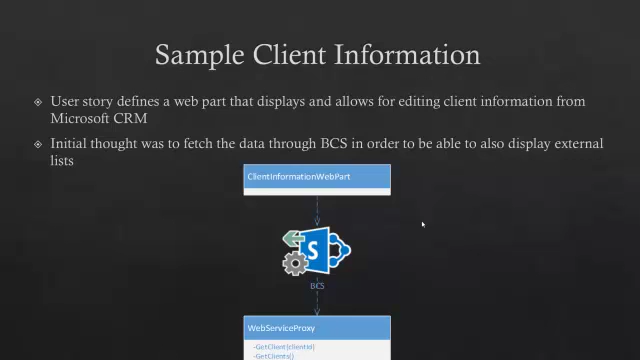 Sample Client Information
User story defines a web part that displays and allows for editing client information from
Microsoft CRM
Initial thought was to fetch the data through BCS in order to be able to also display external
lists
ClientInformationWebPart
S
BCS
WebServiceProxy
-GetClient(clientId)
-GetClients()